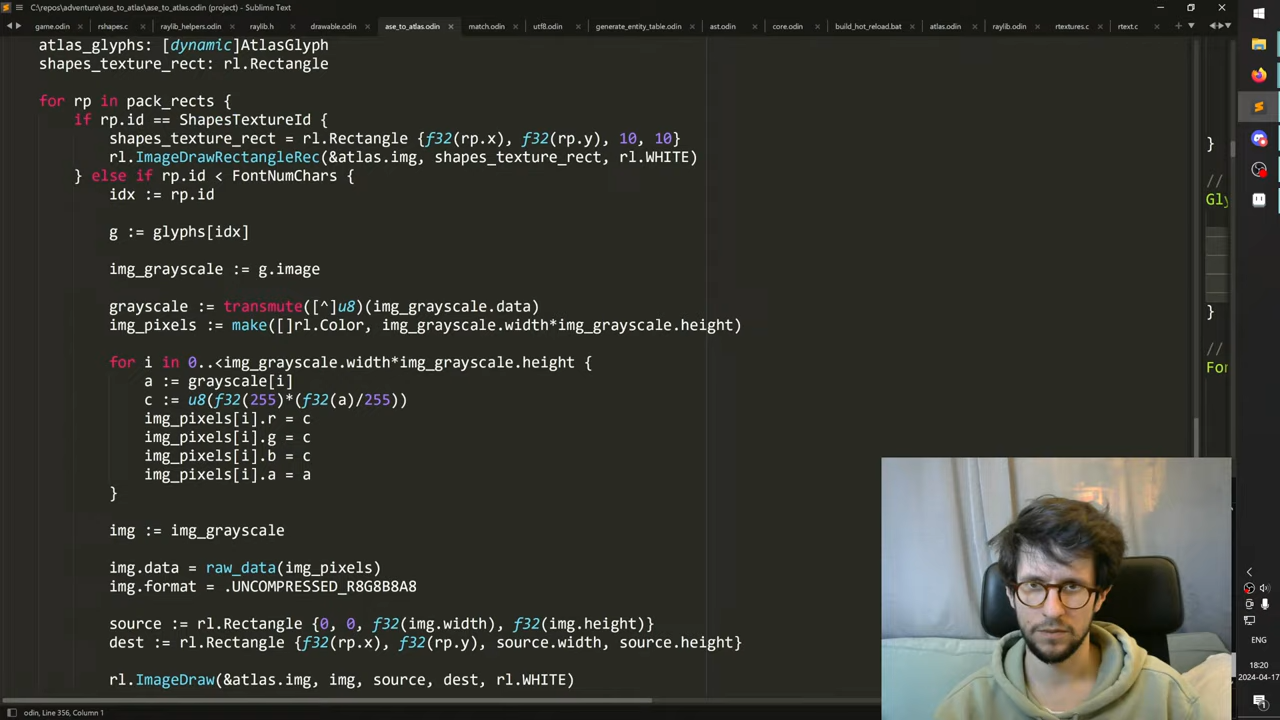 C:\repos\adventure\ase_to_atlas\ase_to_atlas.odin (project) - Sublime Text
game.odin rshapes.c raylib_helpers.odin raylib.h drawable.odin ase_to_atlas.odin match.odin utf8.odin generate_entity_table.odin ast.odin core.odin build_hot_reload.bat atlas.odin raylib.odin rtextures.c rtext.c
atlas_glyphs: [dynamic]AtlasGlyph
shapes_texture_rect: rl.Rectangle
for rp in pack_rects {
if rp.id == ShapesTextureId {
shapes_texture_rect = rl.Rectangle {f32(rp.x), f32(rp.y), 10, 10}
rl.ImageDrawRectangleRec(&atlas.img, shapes_texture_rect, rl.WHITE)
} else if rp.id < FontNumChars {
idx := rp.id
g := glyphs[idx]
img_grayscale := g.image
grayscale := transmute([^]u8)(img_grayscale.data)
img_pixels := make([]rl.Color, img_grayscale.width*img_grayscale.height)
for i in 0..<img_grayscale.width*img_grayscale.height {
a := grayscale[i]
c := u8(f32(255)*(f32(a)/255))
img_pixels[i].r = c
img_pixels[i].g = c
img_pixels[i].b = c
img_pixels[i].a = a
}
img := img_grayscale
img.data = raw_data(img_pixels)
img.format = .UNCOMPRESSED_R8G8B8A8
source := rl.Rectangle {0, 0, f32(img.width), f32(img.height)}
dest := rl.Rectangle {f32(rp.x), f32(rp.y), source.width, source.height}
rl.ImageDraw(&atlas.img, img, source, dest, rl.WHITE)
}
//
Gly
}
//
For
odin, Line 356, Column 1
ENG
18:20
2024-04-17